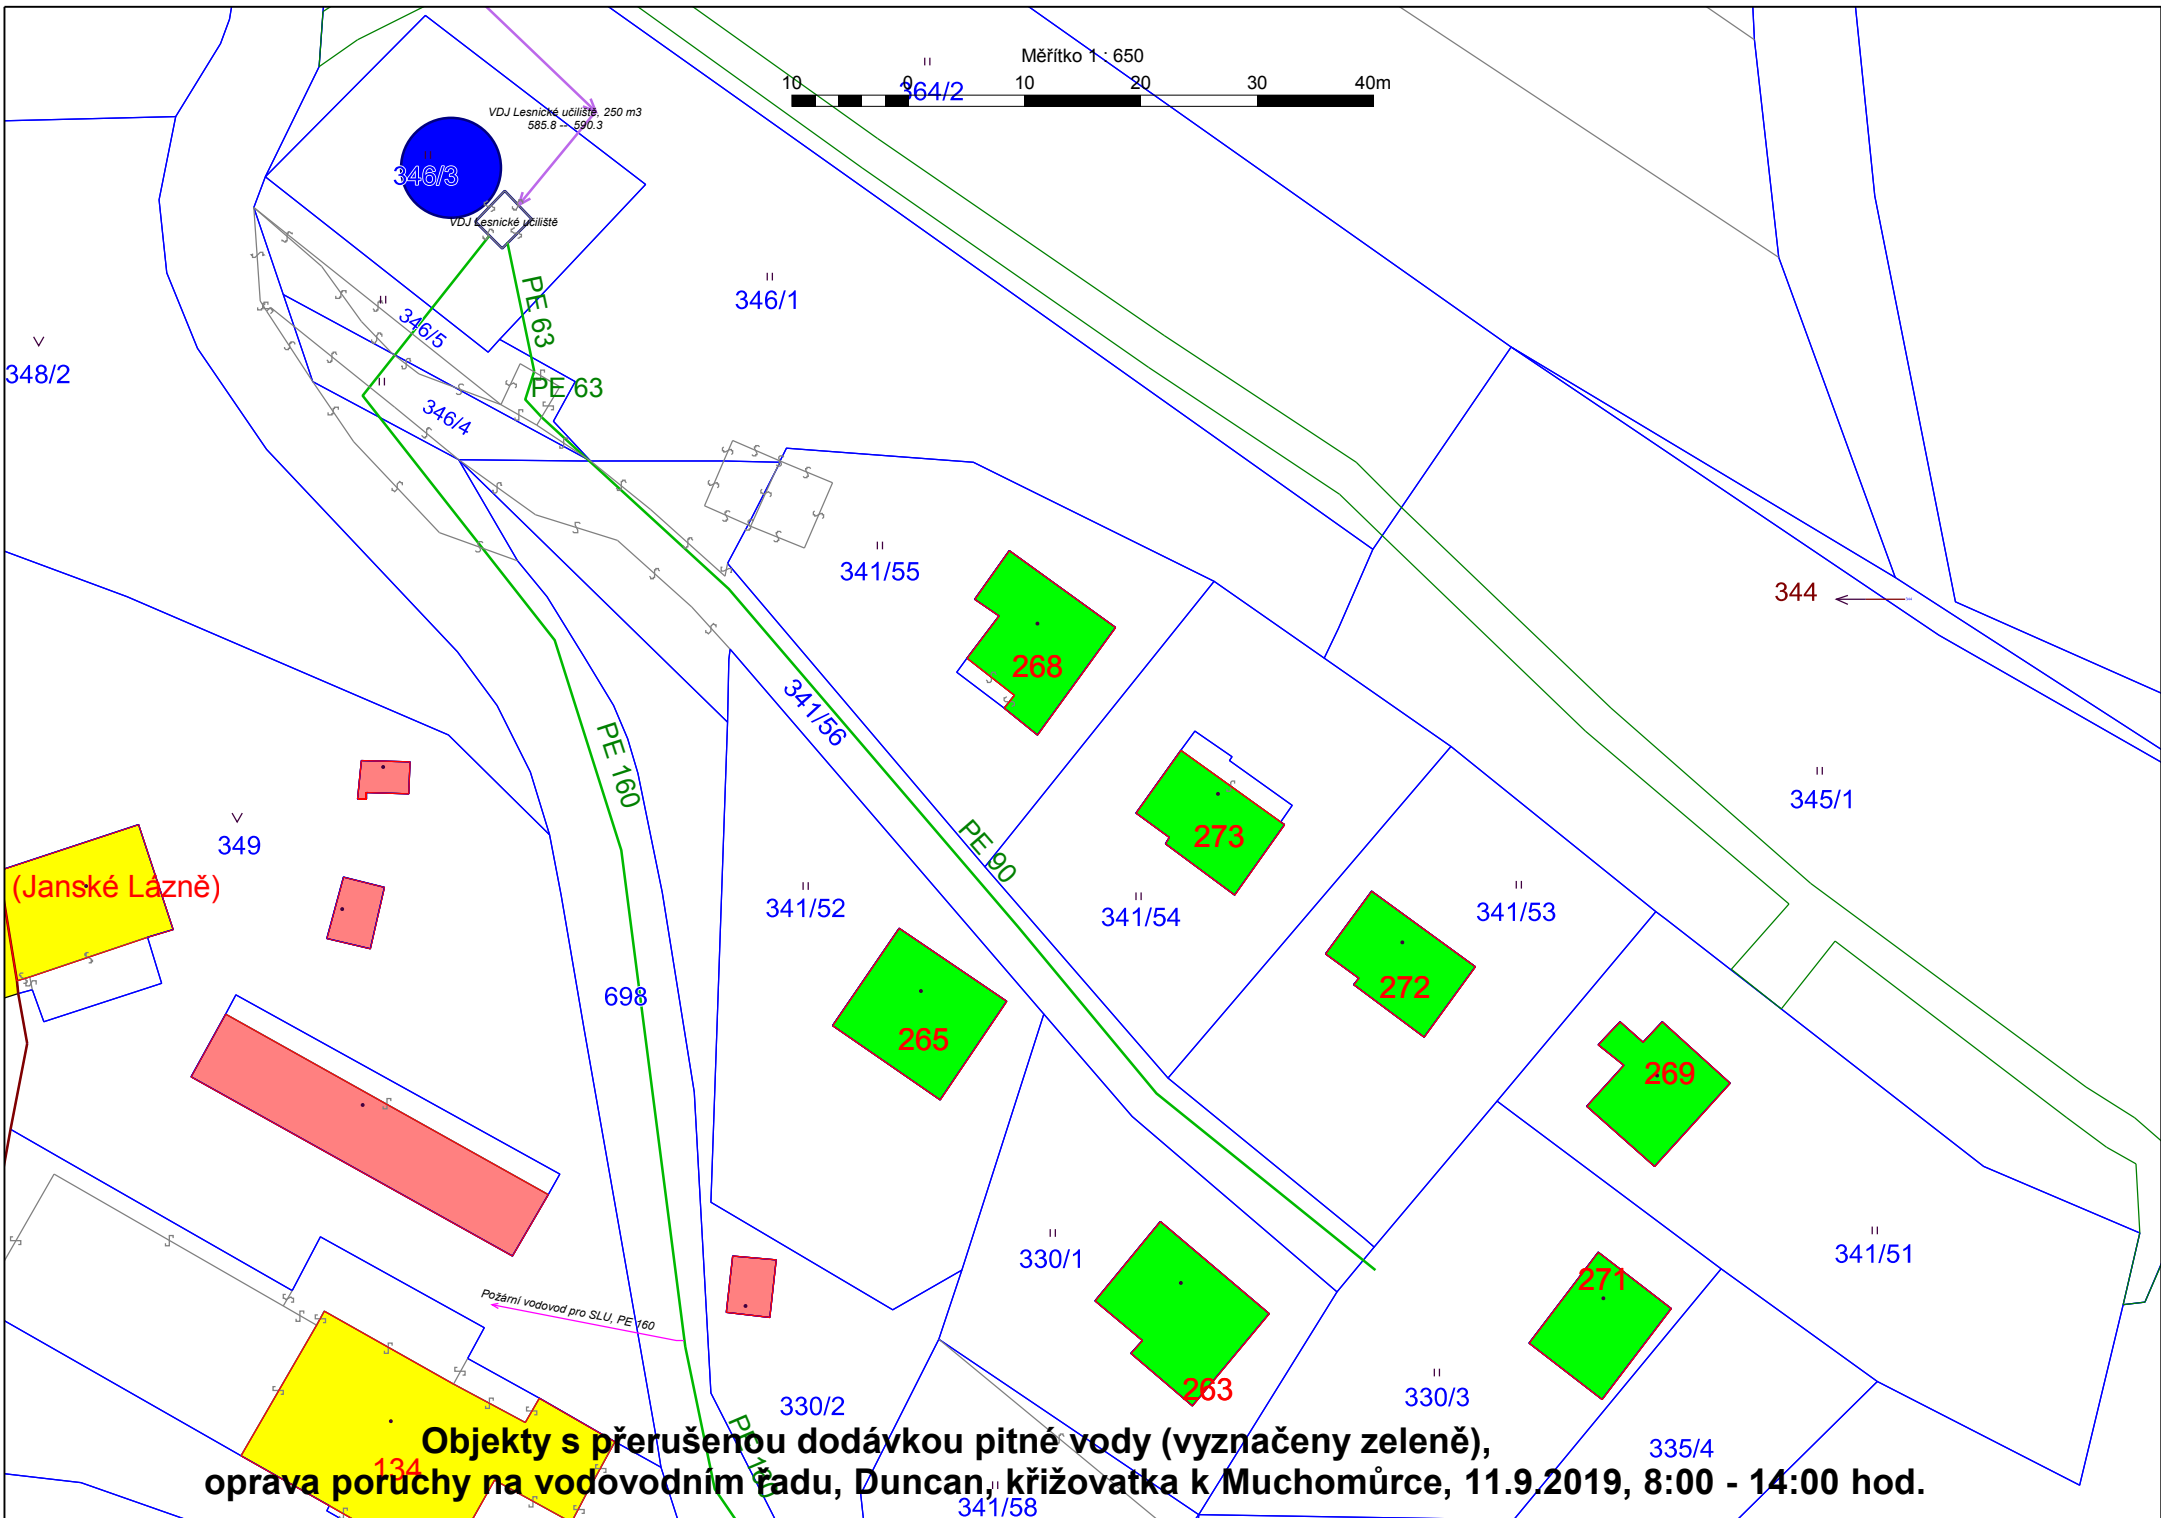 Měřítko 1 : 650
10 0 10 20 30 40m
364/2
VDJ Lesnické učiliště, 250 m3
585.8 -- 590.3
346/3
VDJ Lesnické učiliště
PE 63
346/1
346/5
348/2
PE 63
346/4
341/55
344
268
341/56
PE 160
345/1
273
349
PE 90
(Janské Lázně)
341/52
341/54
341/53
272
698
265
269
330/1
341/51
271
Požární vodovod pro SLU, PE 160
263
330/3
330/2
PE 160
335/4
Objekty s přerušenou dodávkou pitné vody (vyznačeny zeleně),
134
oprava poruchy na vodovodním řadu, Duncan, křižovatka k Muchomůrce, 11.9.2019, 8:00 - 14:00 hod.
341/58